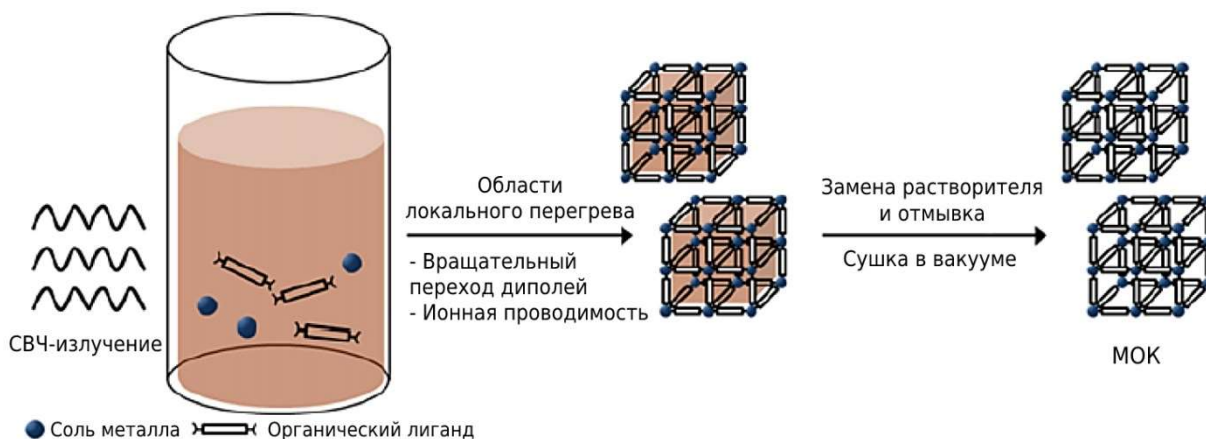 СВЧ-излучение
Соль металла
Органический лиганд
Области
локального перегрева
- Вращательный
переход диполей
- Ионная проводимость
Замена растворителя
и отмывка
Сушка в вакууме
МОК